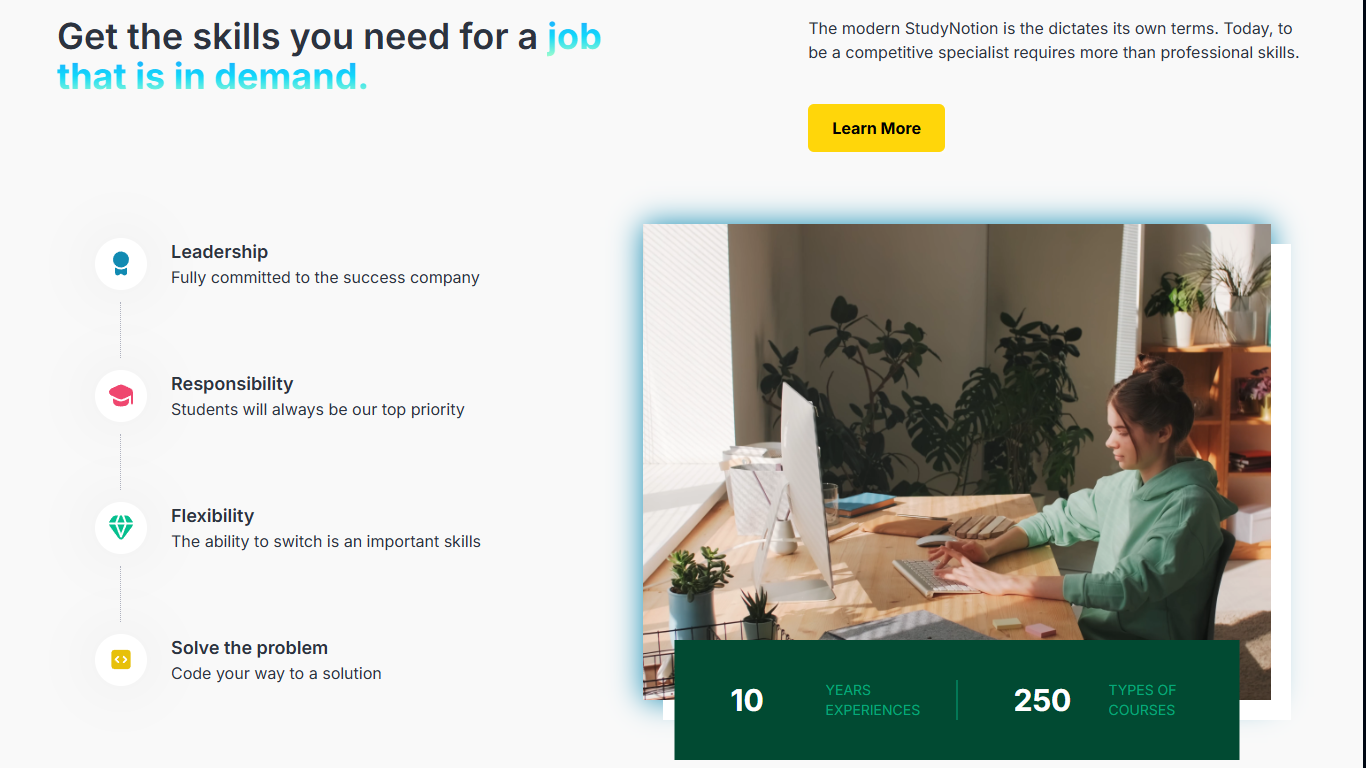 Get the skills you need for a job
that is in demand.
The modern StudyNotion is the dictates its own terms. Today, to
be a competitive specialist requires more than professional skills.
Learn More
Leadership
Fully committed to the success company
Responsibility
Students will always be our top priority
Flexibility
The ability to switch is an important skills
Solve the problem
Code your way to a solution
10
YEARS
EXPERIENCES
250
TYPES OF
COURSES